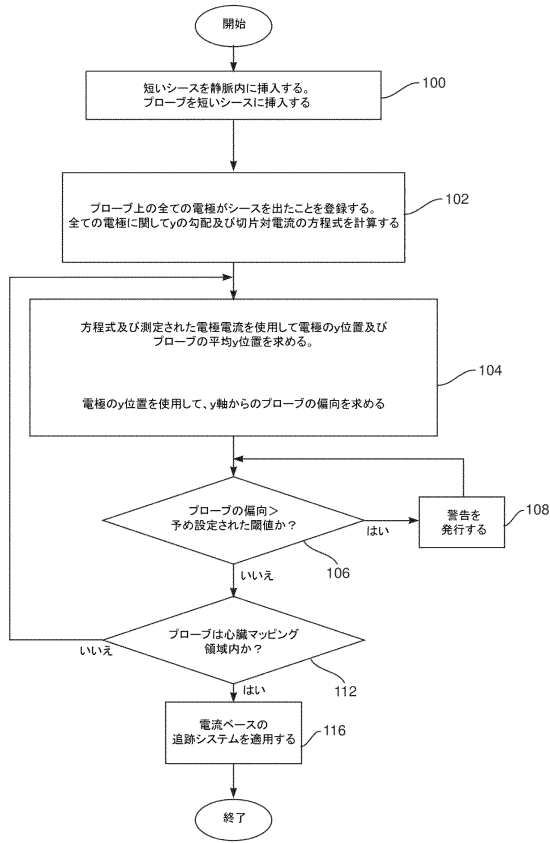 開始
短いシースを静脈内に挿入する。
プローブを短いシースに挿入する
100
プローブ上の全ての電極がシースを出たことを登録する。
全ての電極に関してyの勾配及び切片対電流の方程式を計算する
102
方程式及び測定された電極電流を使用して電極のy位置及び
プローブの平均y位置を求める。
電極のy位置を使用して、y軸からのプローブの偏向を求める
104
プローブの偏向＞
予め設定された閾値か？
106
はい
警告を
発行する
108
いいえ
プローブは心臓マッピング
領域内か？
112
いいえ
はい
電流ベースの
追跡システムを適用する
116
終了